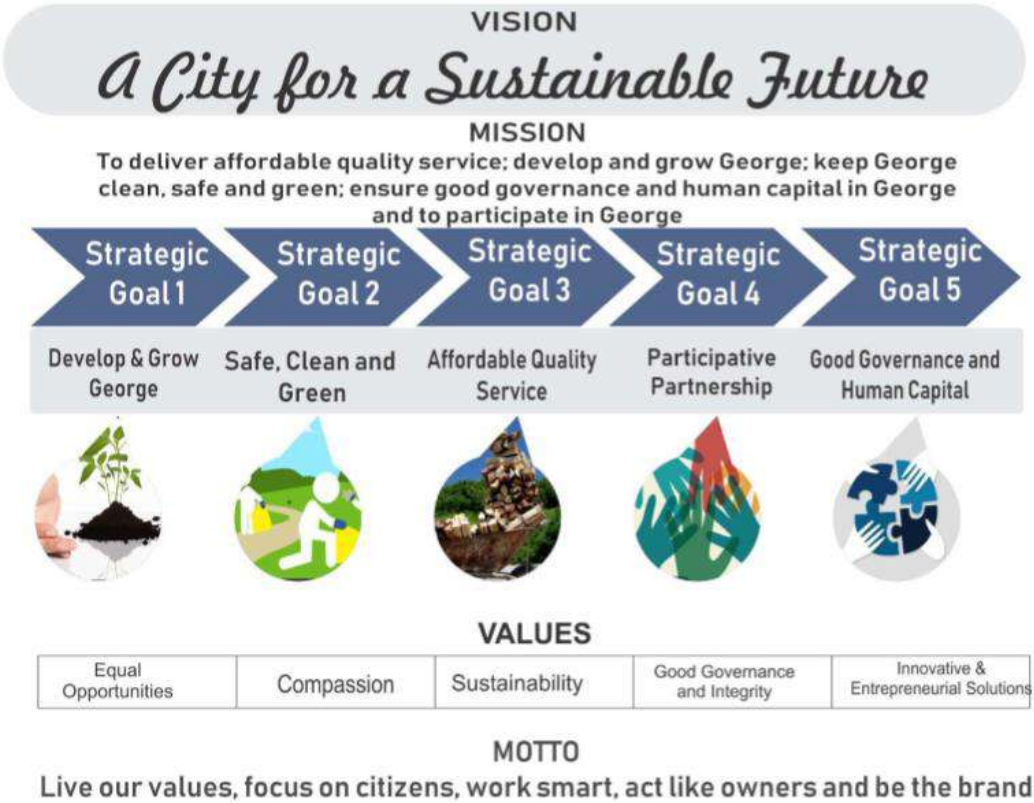 VISION
A City for a Sustainable Future
MISSION
To deliver affordable quality service; develop and grow George; keep George
clean, safe and green; ensure good governance and human capital in George
and to participate in George
Strategic
Goal 1
Strategic
Goal 2
Strategic
Goal 3
Strategic
Goal 4
Strategic
Goal 5
Develop & Grow
George
Safe, Clean and
Green
Affordable Quality
Service
Participative
Partnership
Good Governance and
Human Capital
VALUES
Equal
Opportunities
Compassion
Sustainability
Good Governance
and Integrity
Innovative &
Entrepreneurial Solutions
MOTTO
Live our values, focus on citizens, work smart, act like owners and be the brand